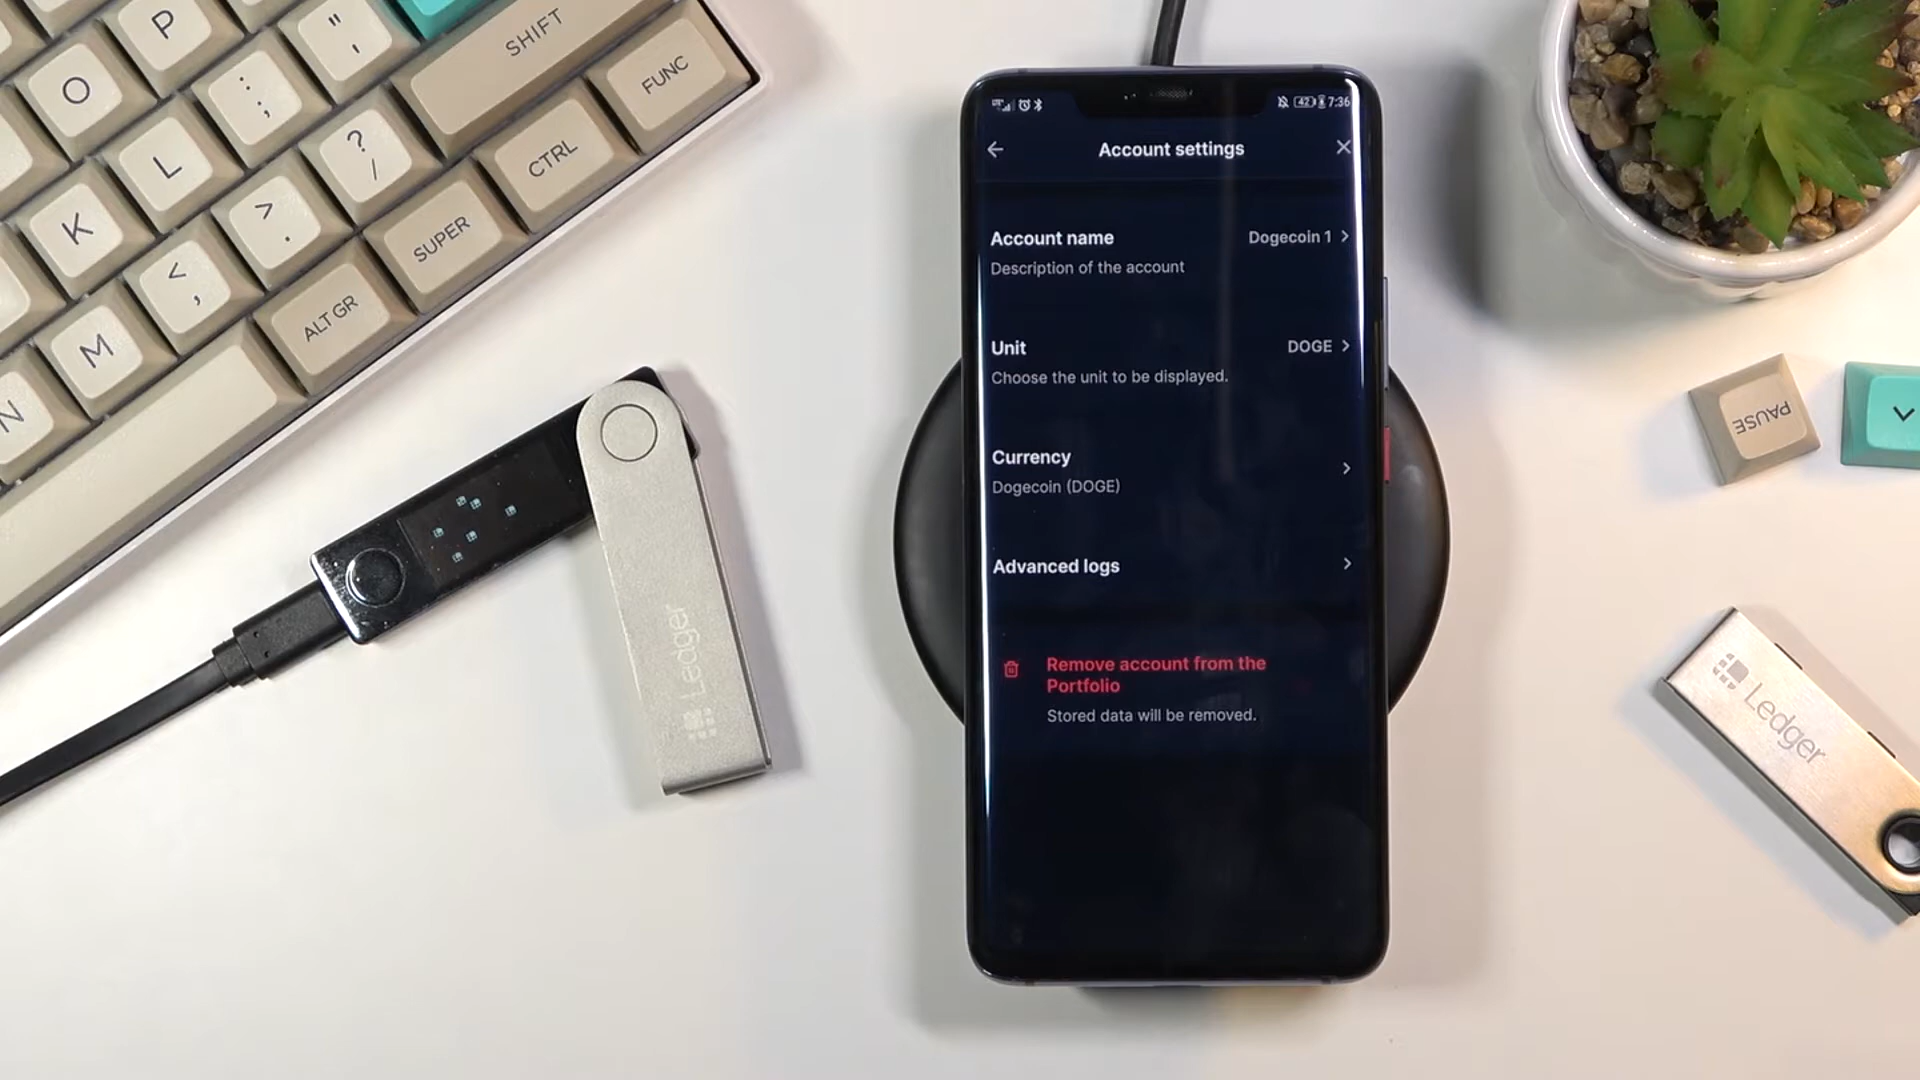 P
"
'
SHIFT
O
:
;
FUNC
L
?
/
CTRL
K
>
.
SUPER
M
<
,
ALT GR
N
42 7:36
Account settings
Account name
Dogecoin 1
Description of the account
Unit
DOGE
Choose the unit to be displayed.
Currency
Dogecoin (DOGE)
Advanced logs
Remove account from the
Portfolio
Stored data will be removed.
Ledger
PAUSE
Ledger